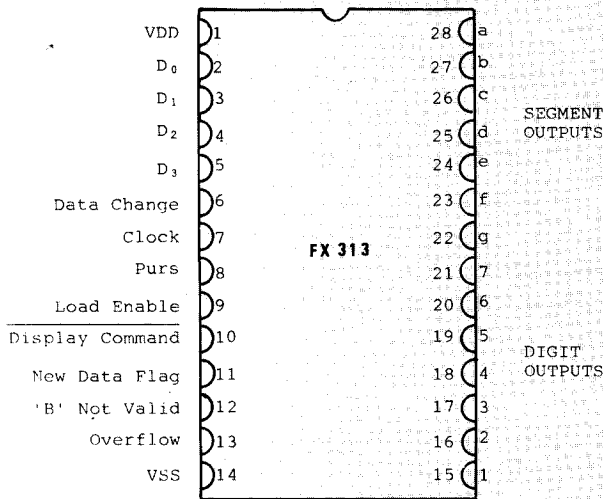 VDD 1 28 a
D₀ 2 27 b
D₁ 3 26 c
SEGMENT
OUTPUTS
D₂ 4 25 d
D₃ 5 24 e
Data Change 6 23 f
Clock 7 FX 313 22 g
Purs 8 21 7
Load Enable 9 20 6
Display Command 10 19 5
DIGIT
OUTPUTS
New Data Flag 11 18 4
'B' Not Valid 12 17 3
Overflow 13 16 2
VSS 14 15 1